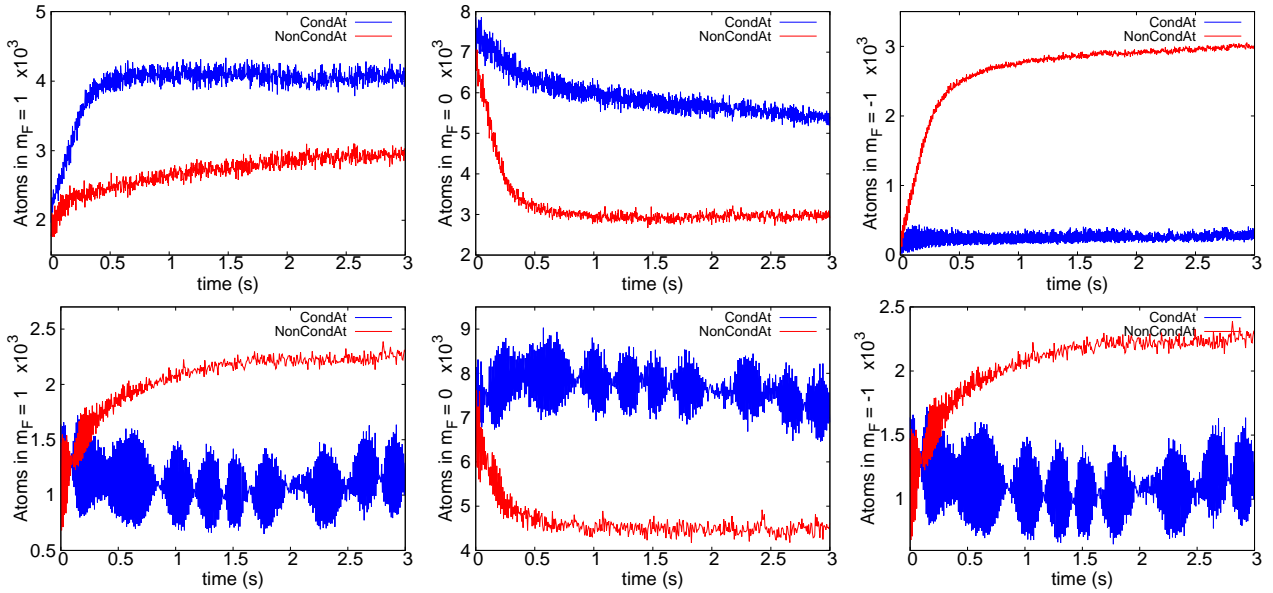 Atoms in m_F = 1 x10^3
5
4
3
2
0 0.5 1 1.5 2 2.5 3
time (s)
CondAt
NonCondAt
Atoms in m_F = 0 x10^3
8
7
6
5
4
3
2
0 0.5 1 1.5 2 2.5 3
time (s)
CondAt
NonCondAt
Atoms in m_F = -1 x10^3
3
2
1
0
0 0.5 1 1.5 2 2.5 3
time (s)
CondAt
NonCondAt
Atoms in m_F = 1 x10^3
2.5
2
1.5
1
0.5
0 0.5 1 1.5 2 2.5 3
time (s)
CondAt
NonCondAt
Atoms in m_F = 0 x10^3
9
8
7
6
5
4
0 0.5 1 1.5 2 2.5 3
time (s)
CondAt
NonCondAt
Atoms in m_F = -1 x10^3
2.5
2
1.5
1
0 0.5 1 1.5 2 2.5 3
time (s)
CondAt
NonCondAt